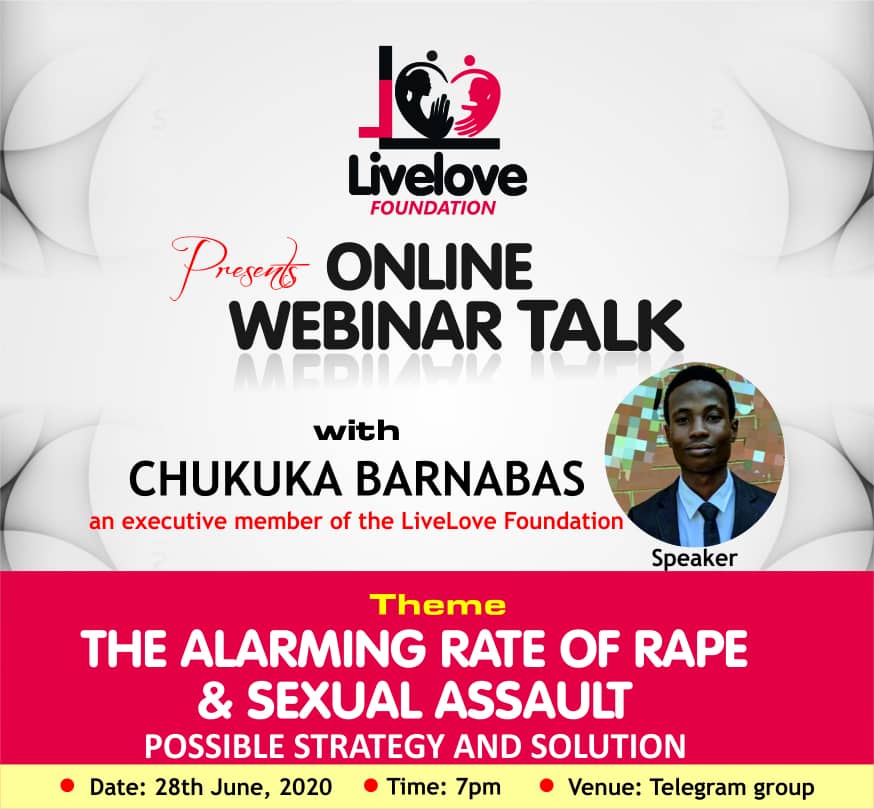 Livelove
FOUNDATION
Presents ONLINE
WEBINAR TALK
with
CHUKUKA BARNABAS
an executive member of the LiveLove Foundation
Speaker
Theme
THE ALARMING RATE OF RAPE
& SEXUAL ASSAULT
POSSIBLE STRATEGY AND SOLUTION
• Date: 28th June, 2020 • Time: 7pm • Venue: Telegram group